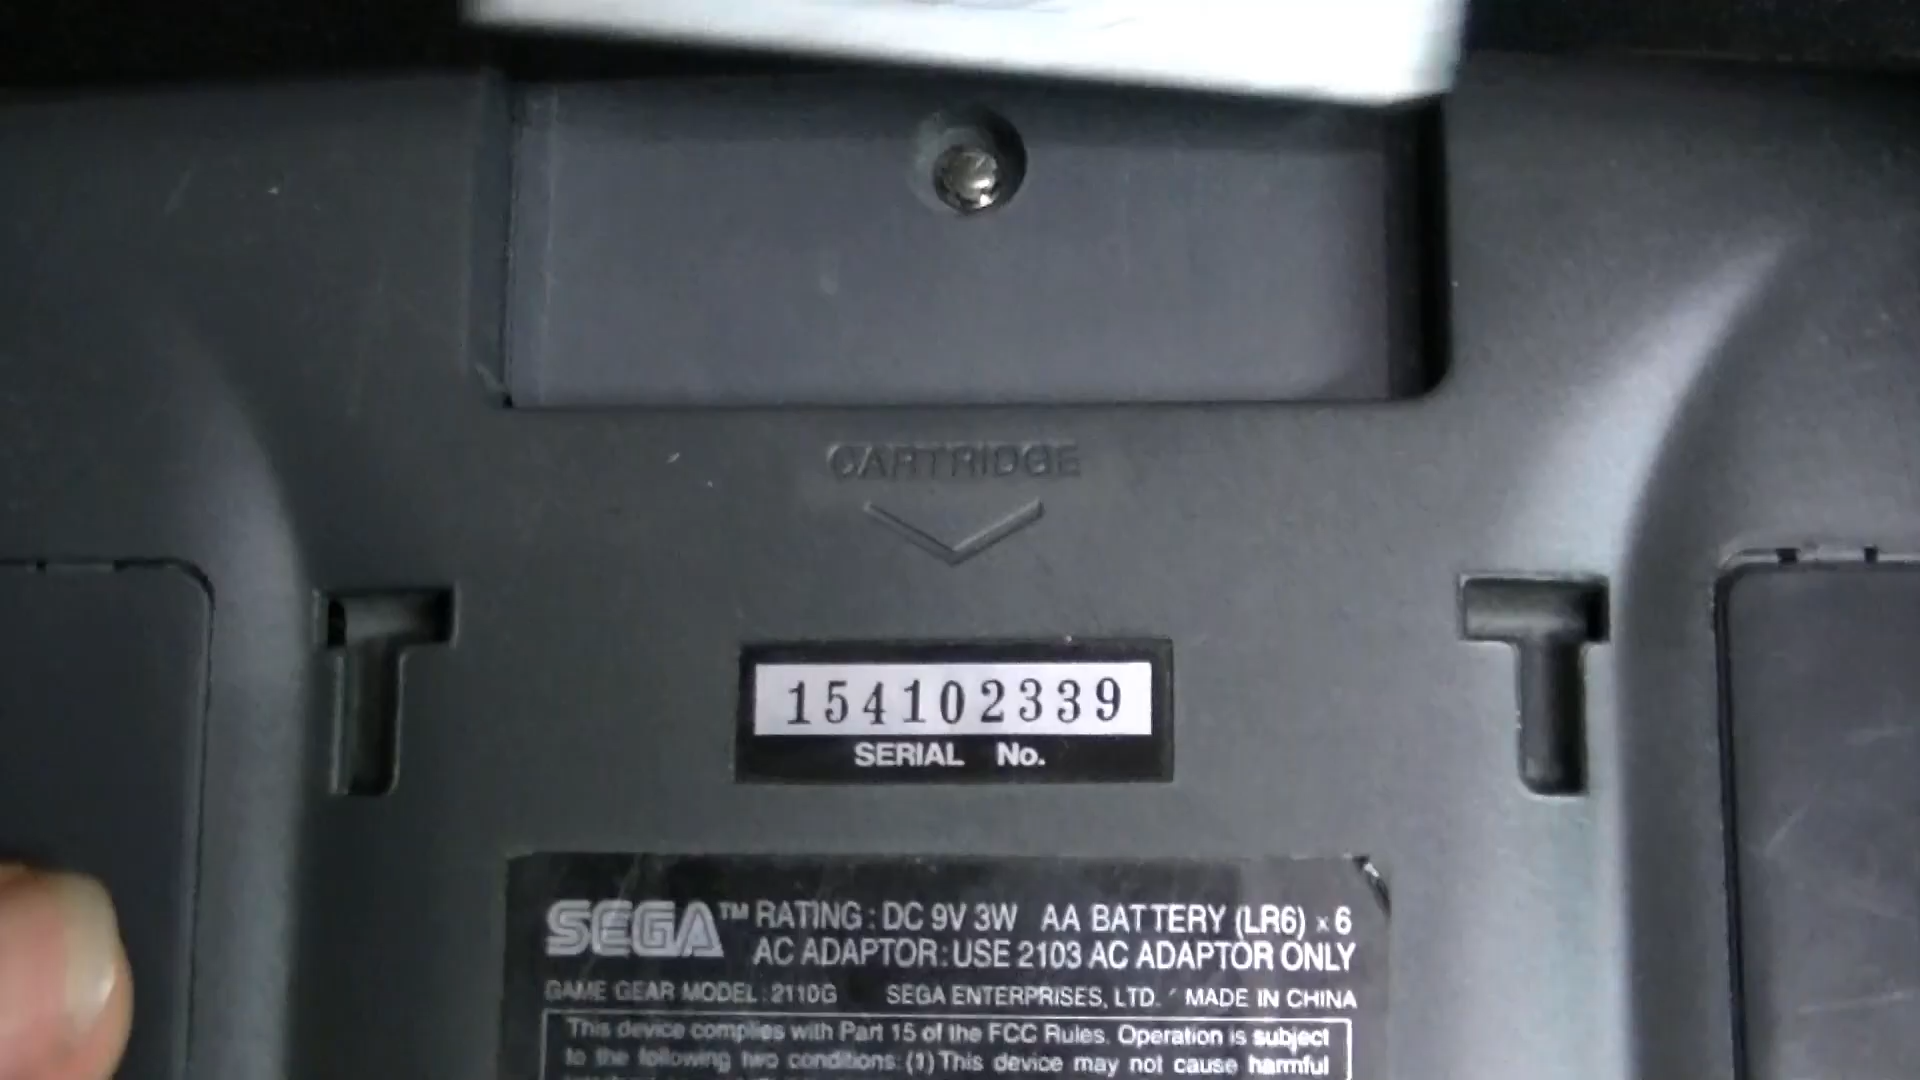 CARTRIDGE
154102339
SERIAL No.
SEGA™ RATING : DC 9V 3W AA BATTERY (LR6) × 6
AC ADAPTOR : USE 2103 AC ADAPTOR ONLY
GAME GEAR MODEL : 2110G SEGA ENTERPRISES, LTD. MADE IN CHINA
This device complies with Part 15 of the FCC Rules. Operation is subject
to the following two conditions: (1) This device may not cause harmful